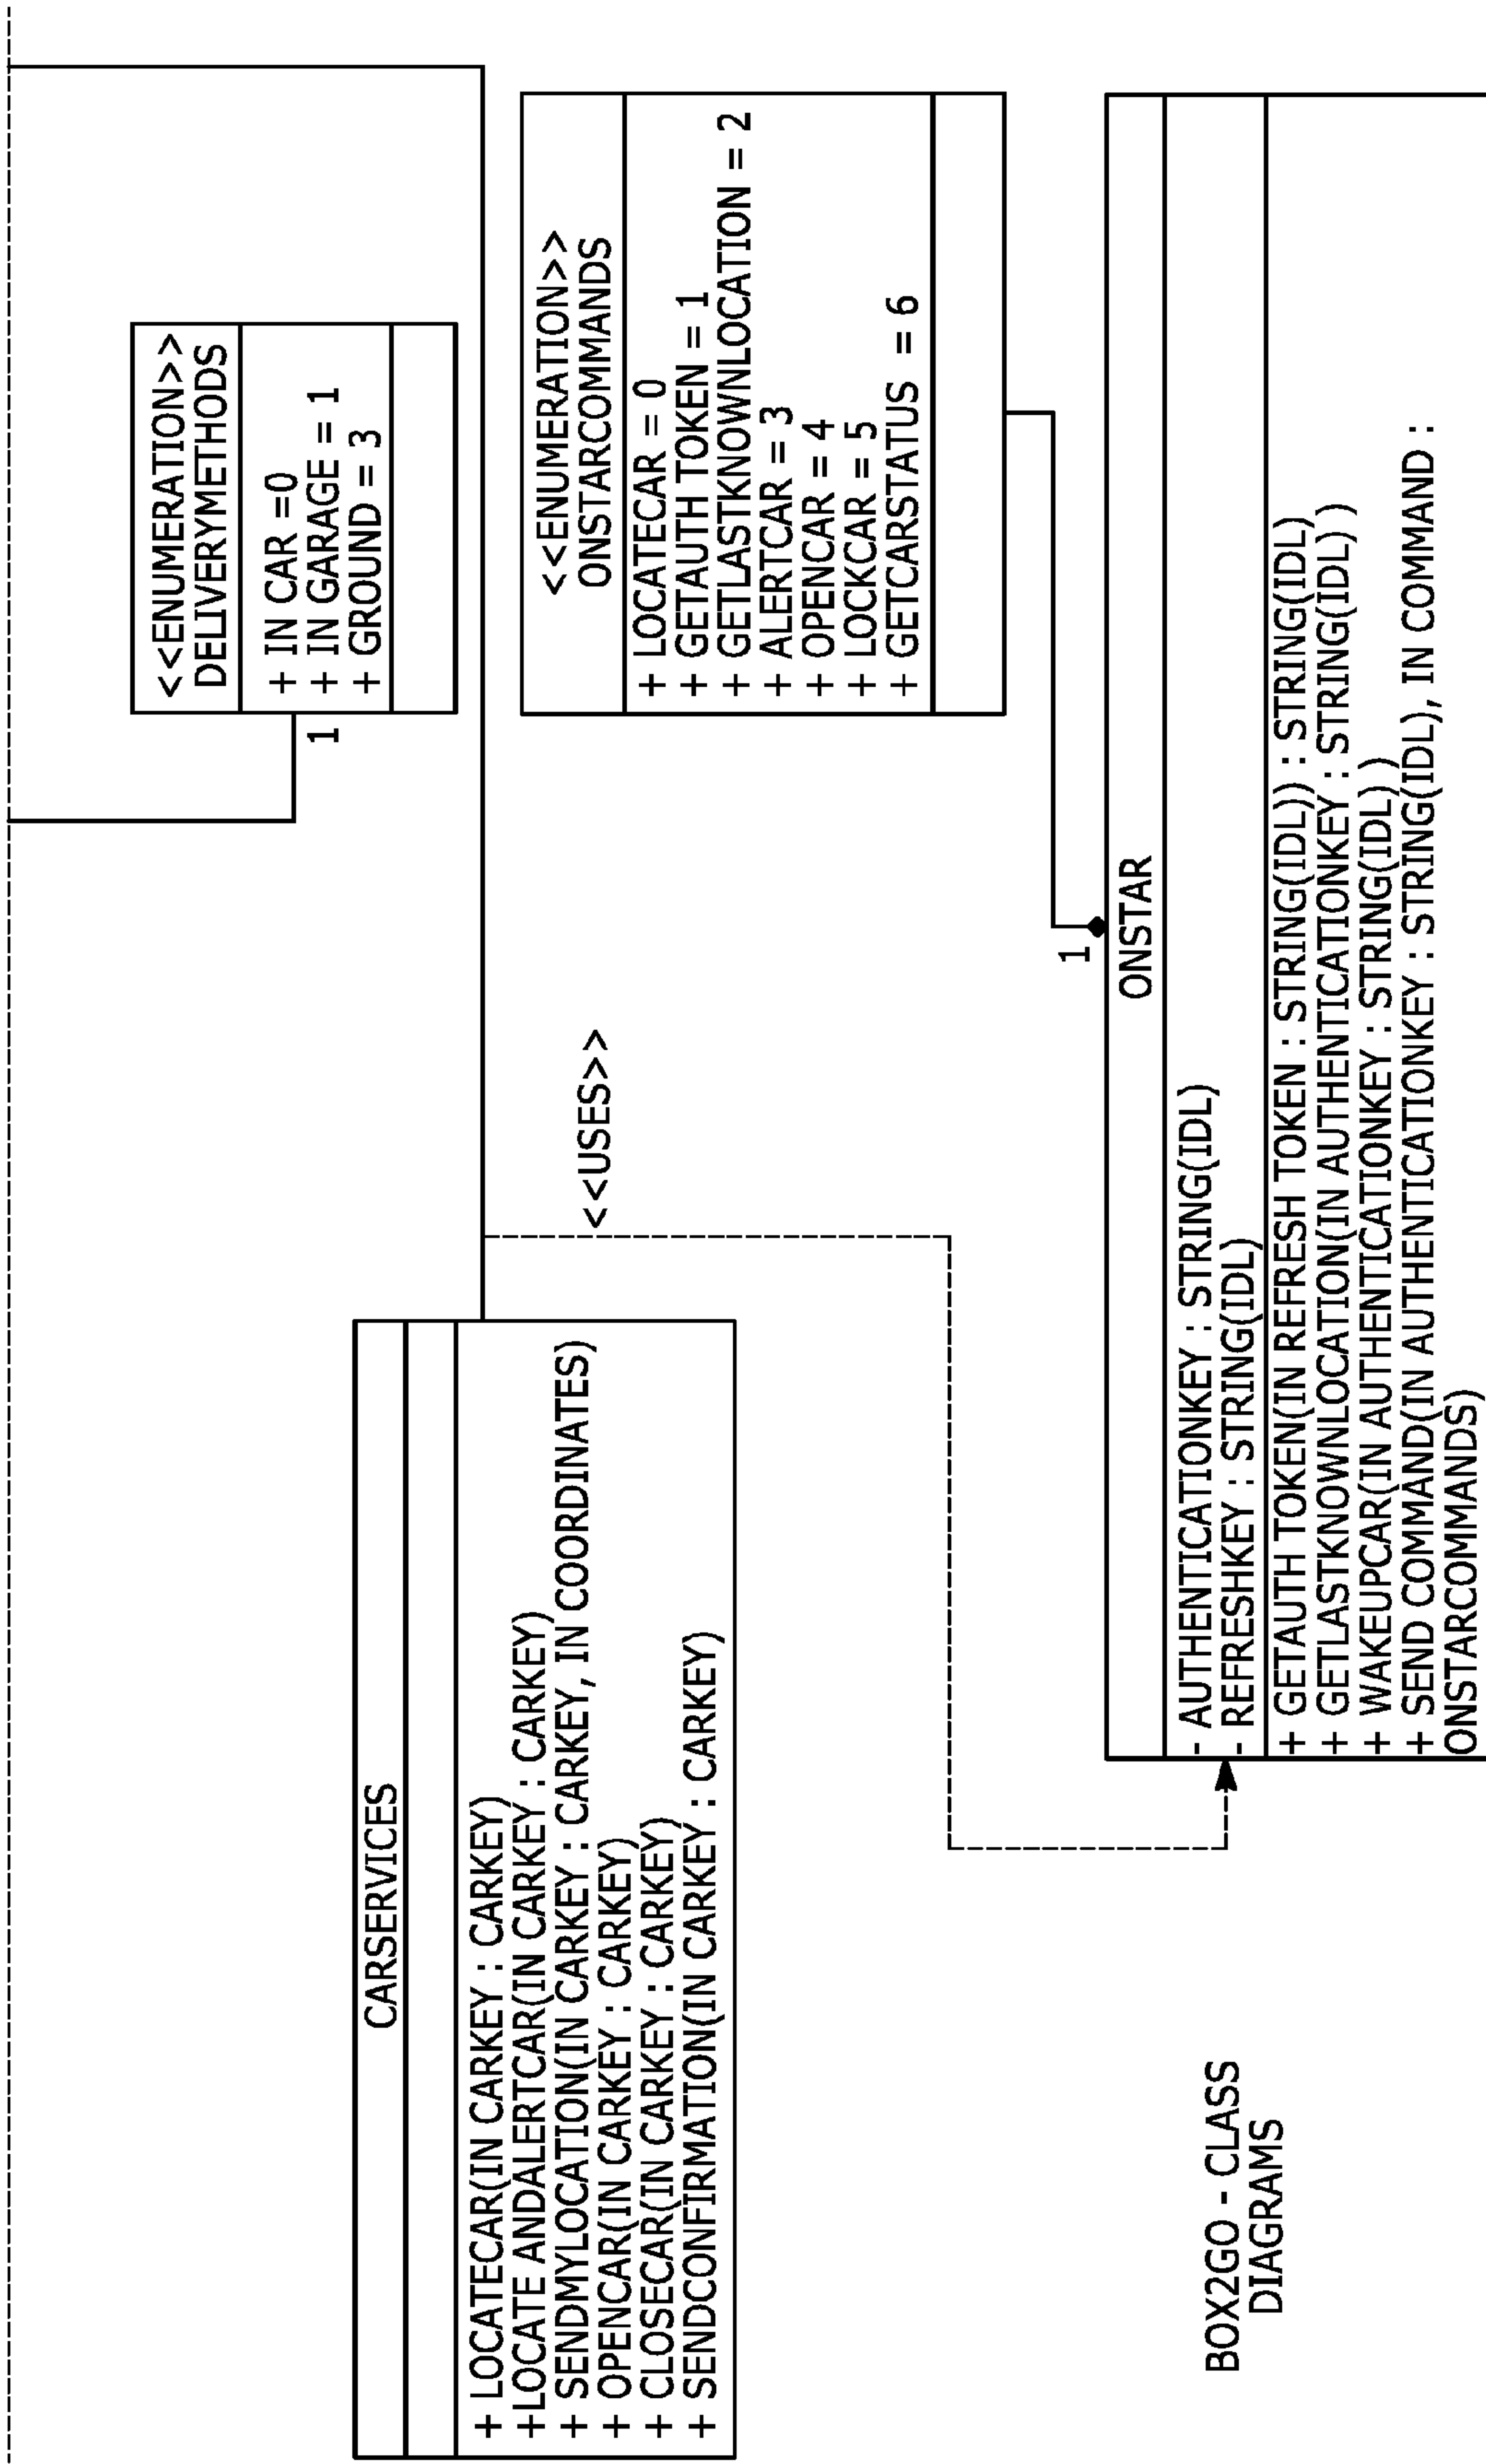 <<ENUMERATION>>
DELIVERYMETHODS
+ IN CAR =0
+ IN GARAGE = 1
+ GROUND = 3
1
CARSERVICES
+ LOCATECAR(IN CARKEY : CARKEY)
+LOCATE ANDALERTCAR(IN CARKEY : CARKEY)
+ SENDMYLOCATION(IN CARKEY : CARKEY, IN COORDINATES)
+ OPENCAR(IN CARKEY : CARKEY)
+ CLOSECAR(IN CARKEY : CARKEY)
+ SENDCONFIRMATION(IN CARKEY : CARKEY)
<<USES>>
<<ENUMERATION>>
ONSTARCOMMANDS
+ LOCATECAR = 0
+ GETAUTH TOKEN = 1
+ GETLASTKNOWNLOCATION = 2
+ ALERTCAR = 3
+ OPENCAR = 4
+ LOCKCAR = 5
+ GETCARSTATUS = 6
1
ONSTAR
- AUTHENTICATIONKEY : STRING(IDL)
- REFRESHKEY : STRING(IDL)
+ GETAUTH TOKEN(IN REFRESH TOKEN : STRING(IDL)) : STRING(IDL)
+ GETLASTKNOWNLOCATION(IN AUTHENTICATIONKEY : STRING(IDL) )
+ WAKEUPCAR(IN AUTHENTICATIONKEY : STRING(IDL) )
+ SEND COMMAND(IN AUTHENTICATIONKEY : STRING(IDL), IN COMMAND :
ONSTARCOMMANDS)
BOX2GO - CLASS
DIAGRAMS